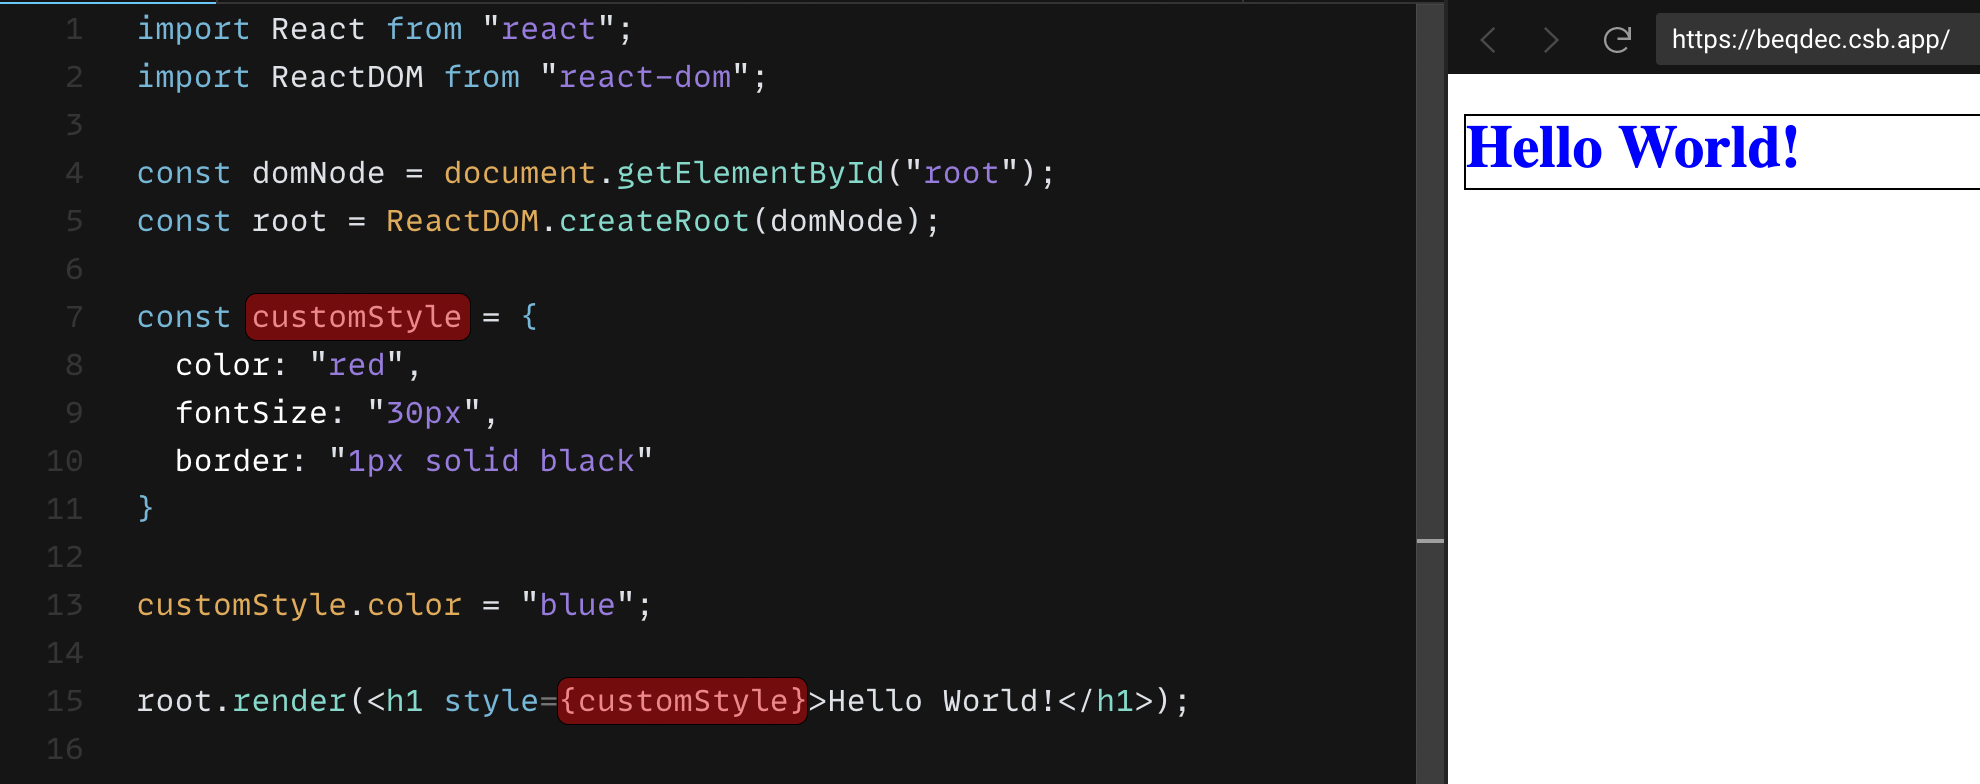 1 import React from "react";
2 import ReactDOM from "react-dom";
3
4 const domNode = document.getElementById("root");
5 const root = ReactDOM.createRoot(domNode);
6
7 const customStyle = {
8   color: "red",
9   fontSize: "30px",
10   border: "1px solid black"
11 }
12
13 customStyle.color = "blue";
14
15 root.render(<h1 style={customStyle}>Hello World!</h1>);
16
https://beqdec.csb.app/
Hello World!